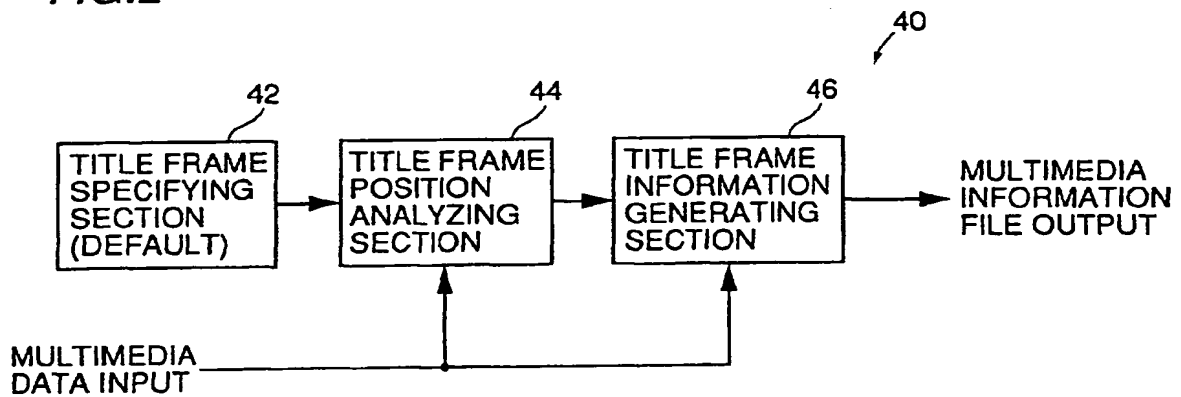 FIG.2
40
42
44
46
TITLE FRAME
SPECIFYING
SECTION
(DEFAULT)
TITLE FRAME
POSITION
ANALYZING
SECTION
TITLE FRAME
INFORMATION
GENERATING
SECTION
MULTIMEDIA
INFORMATION
FILE OUTPUT
MULTIMEDIA
DATA INPUT